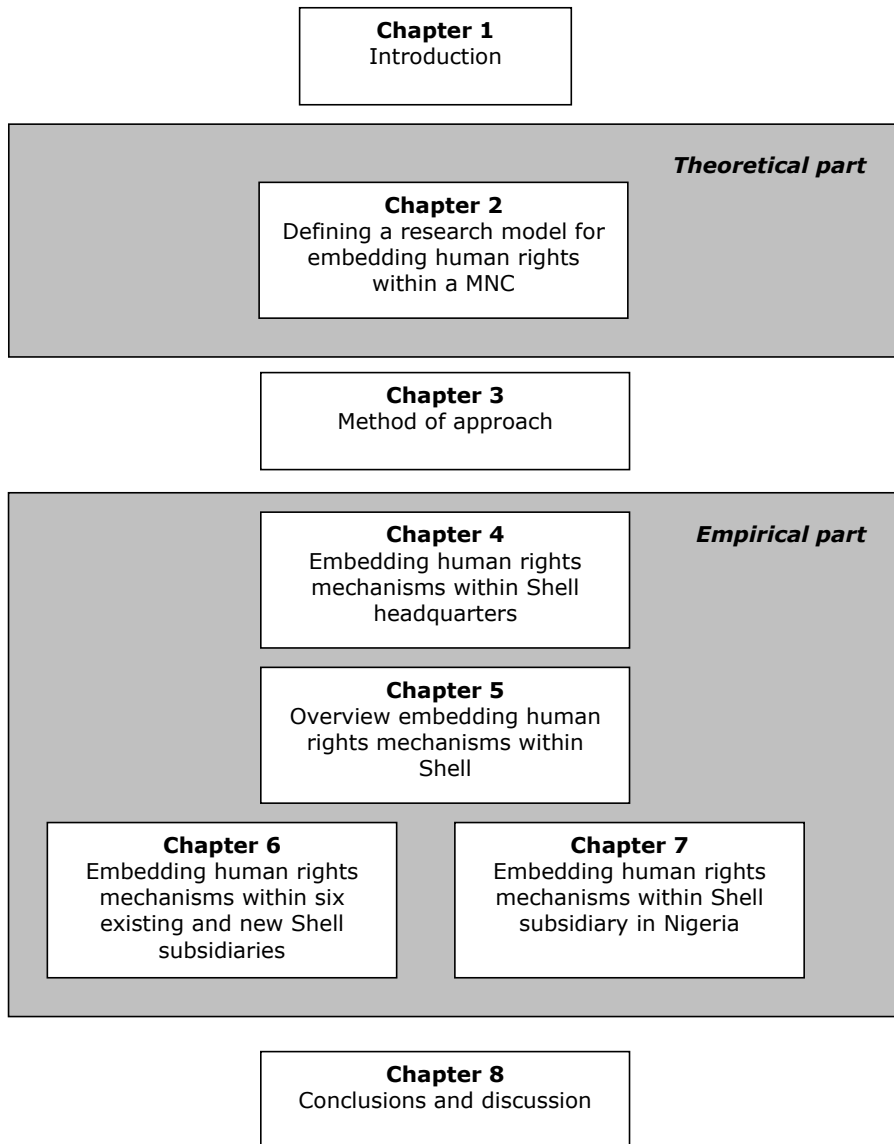 Chapter 1
Introduction
Theoretical part
Chapter 2
Defining a research model for
embedding human rights
within a MNC
Chapter 3
Method of approach
Empirical part
Chapter 4
Embedding human rights
mechanisms within Shell
headquarters
Chapter 5
Overview embedding human
rights mechanisms within
Shell
Chapter 6
Embedding human rights
mechanisms within six
existing and new Shell
subsidiaries
Chapter 7
Embedding human rights
mechanisms within Shell
subsidiary in Nigeria
Chapter 8
Conclusions and discussion